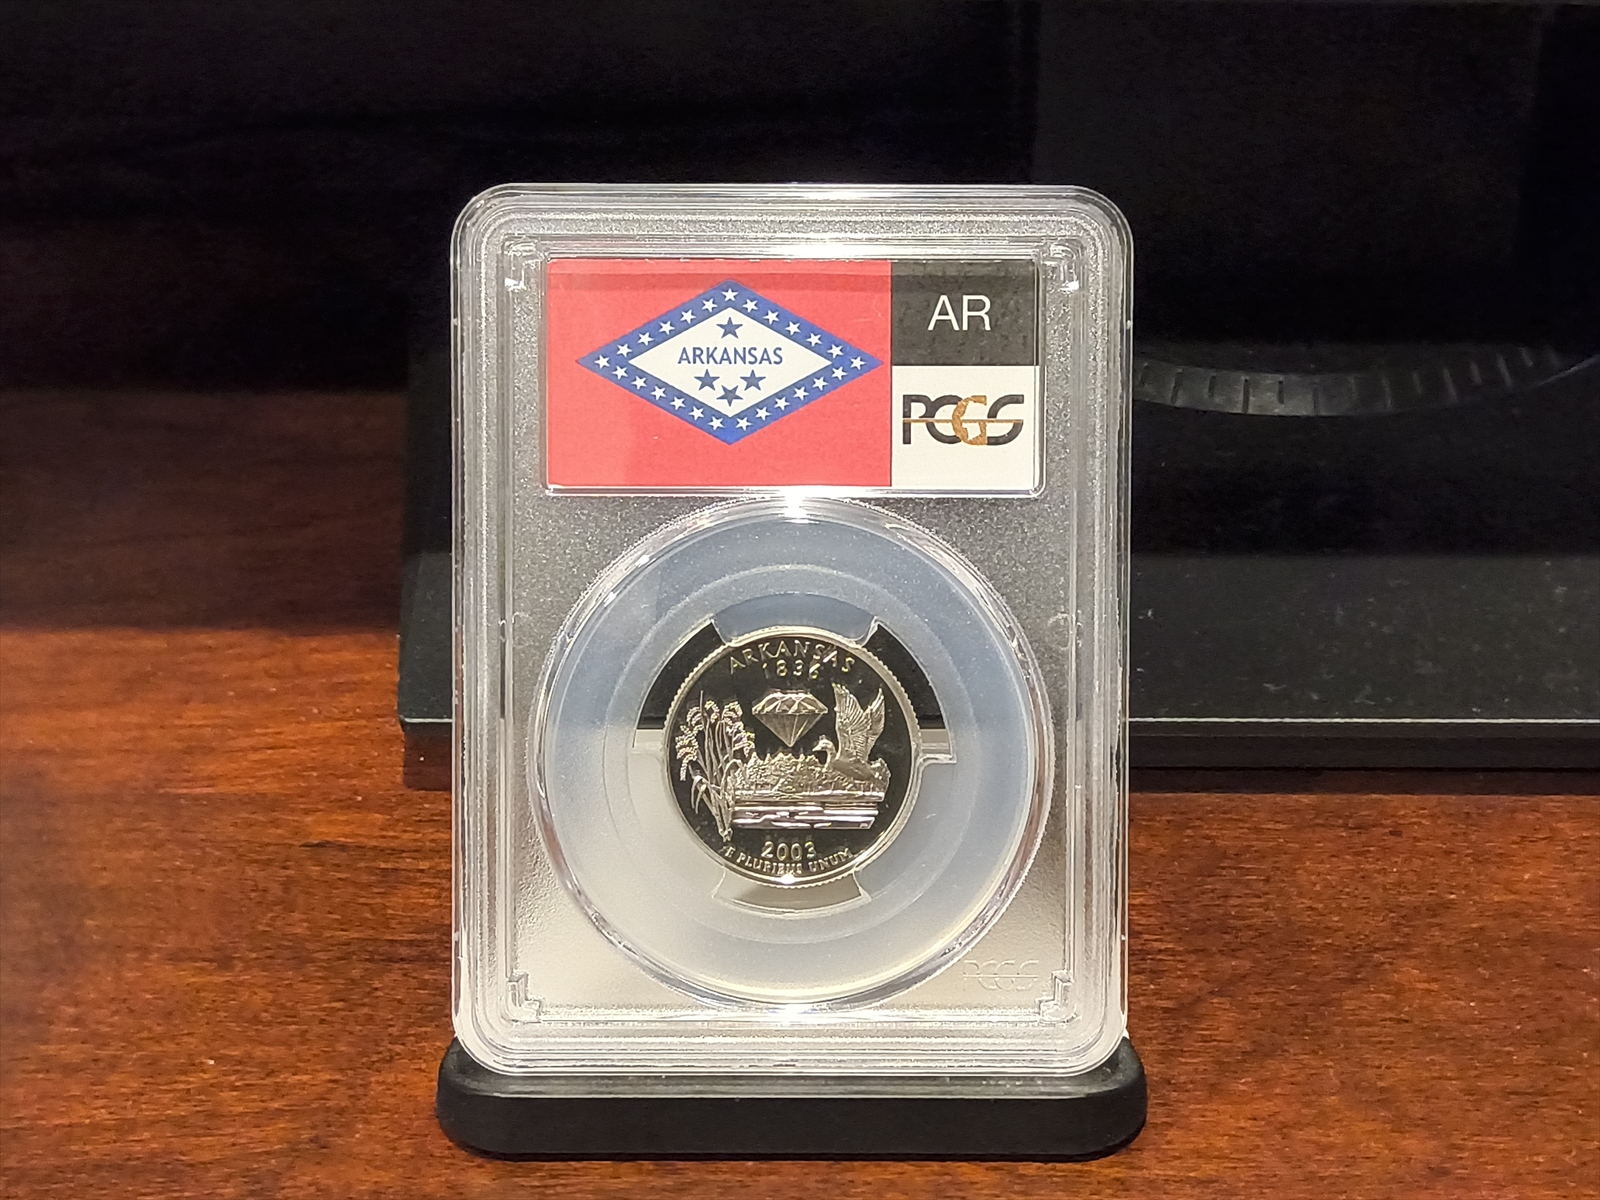 AR
ARKANSAS
PCGS
ARKANSAS
1836
2003
E PLURIBUS UNUM
PCGS